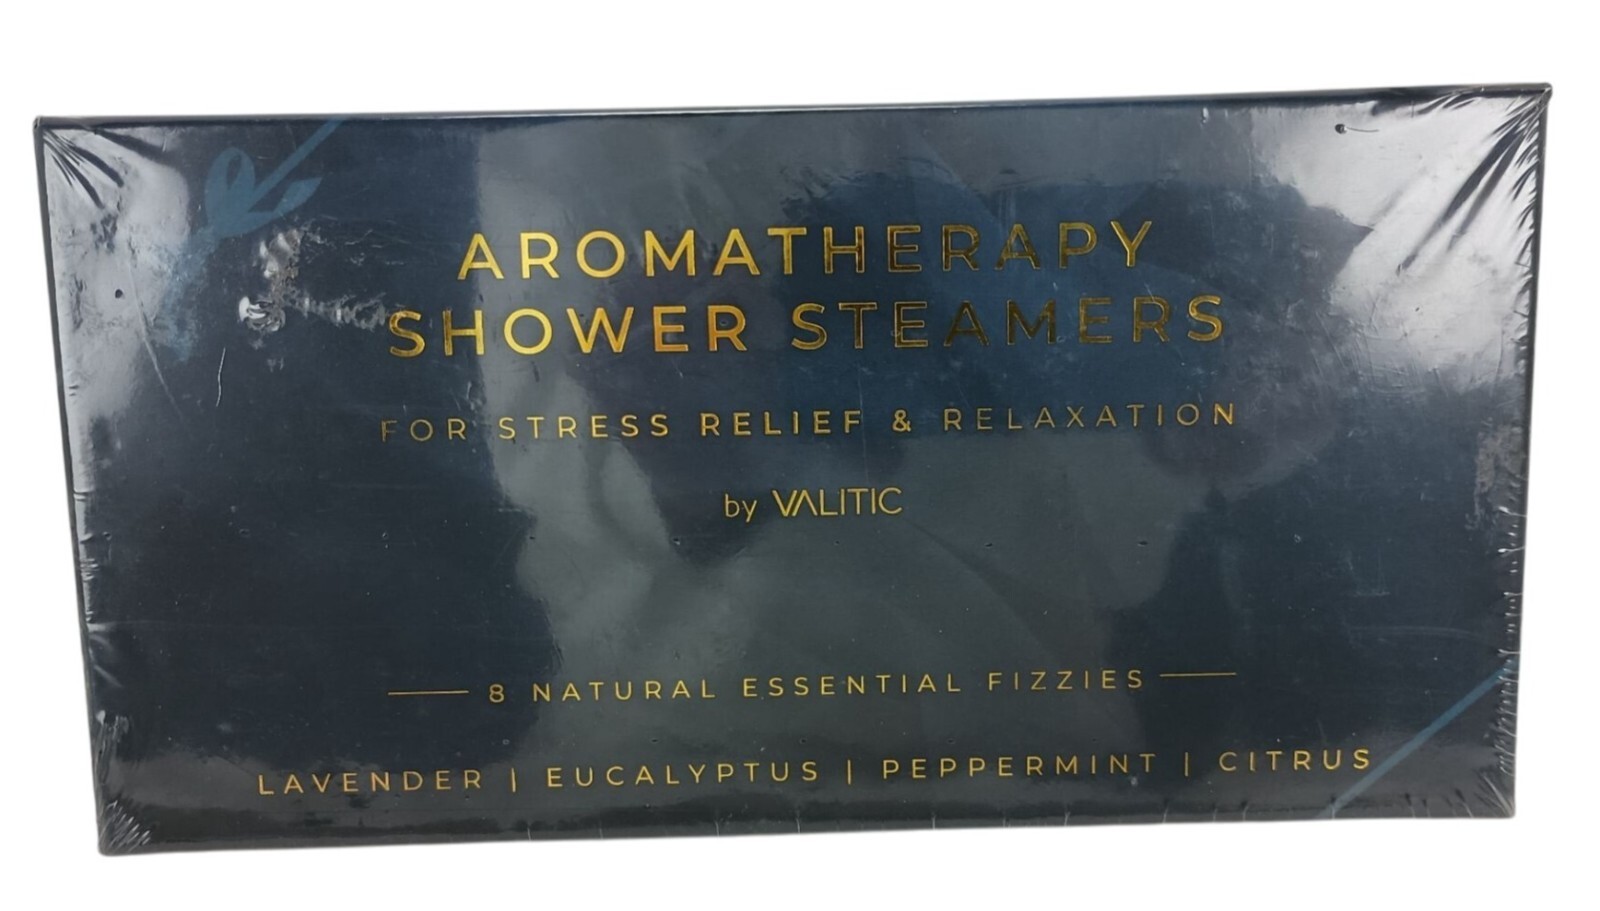 AROMATHERAPY
SHOWER STEAMERS
FOR STRESS RELIEF & RELAXATION
by VALITIC
8 NATURAL ESSENTIAL FIZZIES
LAVENDER | EUCALYPTUS | PEPPERMINT | CITRUS